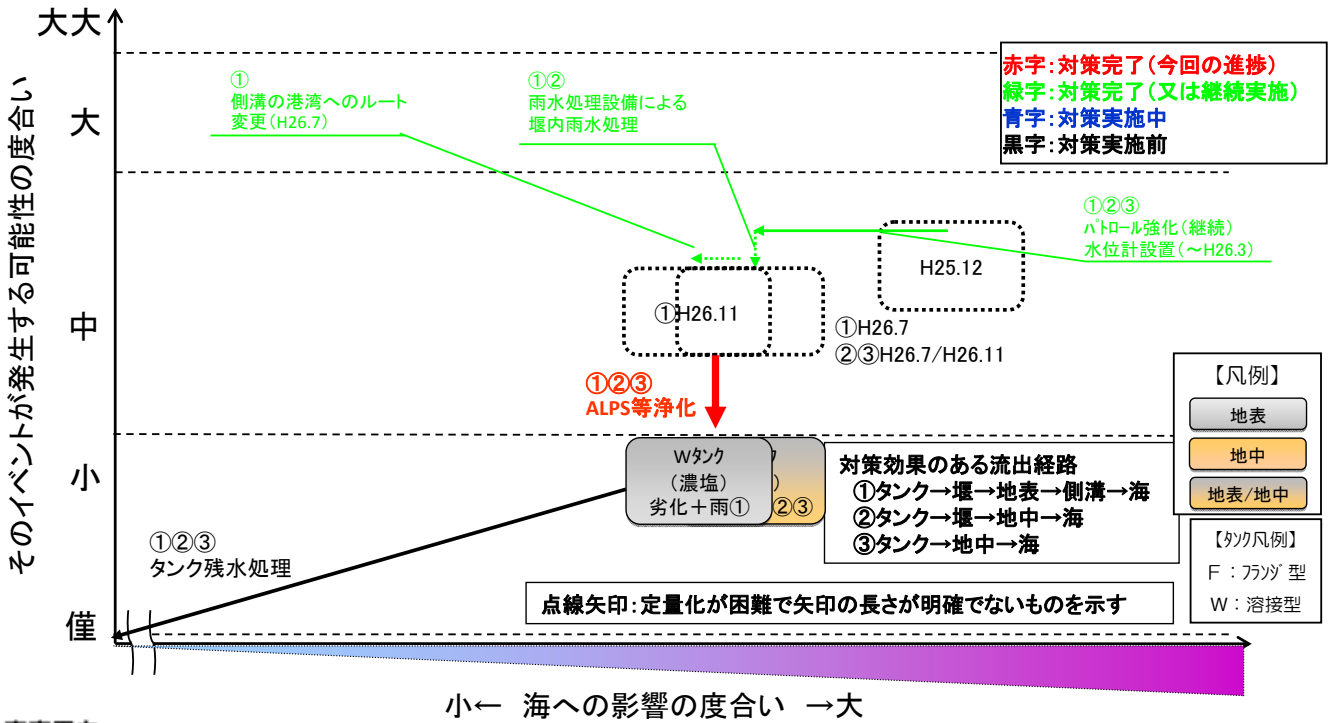 そのイベントが発生する可能性の度合い
大大
大
中
小
僅
①
側溝の港湾へのルート
変更(H26.7)
①②
雨水処理設備による
堰内雨水処理
赤字:対策完了(今回の進捗)
緑字:対策完了(又は継続実施)
青字:対策実施中
黒字:対策実施前
①②③
パトロール強化(継続)
水位計設置(~H26.3)
H25.12
①H26.11
①H26.7
②③H26.7/H26.11
①②③
ALPS等浄化
Wタンク
(濃塩)
劣化+雨①
②③
対策効果のある流出経路
①タンク→堰→地表→側溝→海
②タンク→堰→地中→海
③タンク→地中→海
【凡例】
地表
地中
地表/地中
【タンク凡例】
F:フランジ型
W:溶接型
①②③
タンク残水処理
点線矢印:定量化が困難で矢印の長さが明確でないものを示す
小← 海への影響の度合い →大